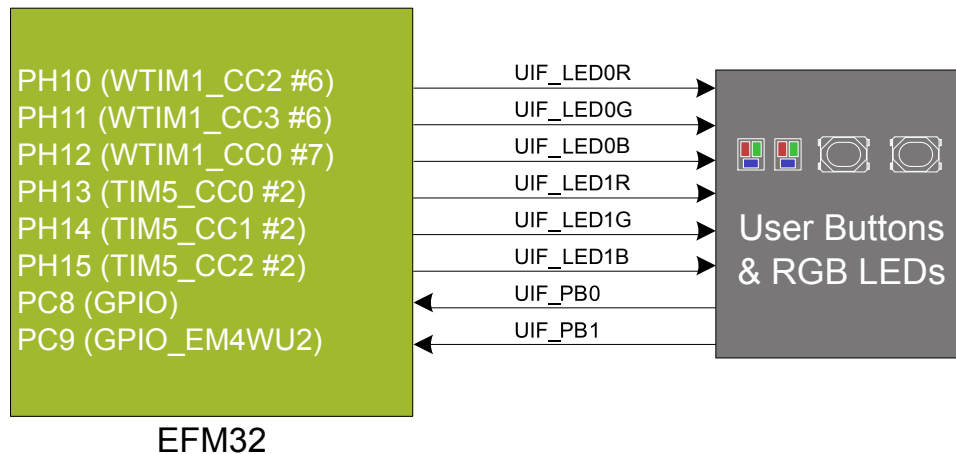 PH10 (WTIM1_CC2 #6)
PH11 (WTIM1_CC3 #6)
PH12 (WTIM1_CC0 #7)
PH13 (TIM5_CC0 #2)
PH14 (TIM5_CC1 #2)
PH15 (TIM5_CC2 #2)
PC8 (GPIO)
PC9 (GPIO_EM4WU2)
UIF_LED0R
UIF_LED0G
UIF_LED0B
UIF_LED1R
UIF_LED1G
UIF_LED1B
UIF_PB0
UIF_PB1
User Buttons
& RGB LEDs
EFM32